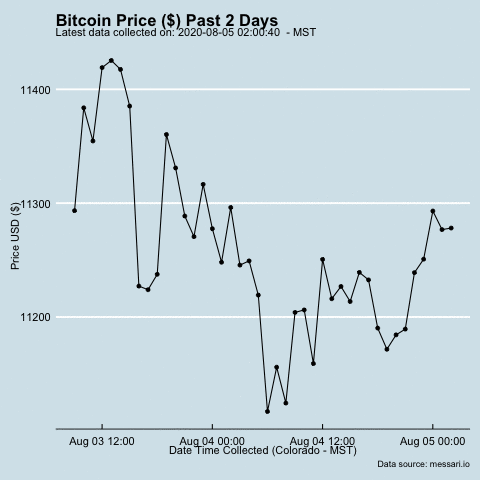 Bitcoin Price ($) Past 2 Days
Latest data collected on: 2020-08-05 02:00:40 - MST
11400
11300
11200
Price USD ($)
Aug 03 12:00 Aug 04 00:00 Aug 04 12:00 Aug 05 00:00
Date Time Collected (Colorado - MST)
Data source: messari.io